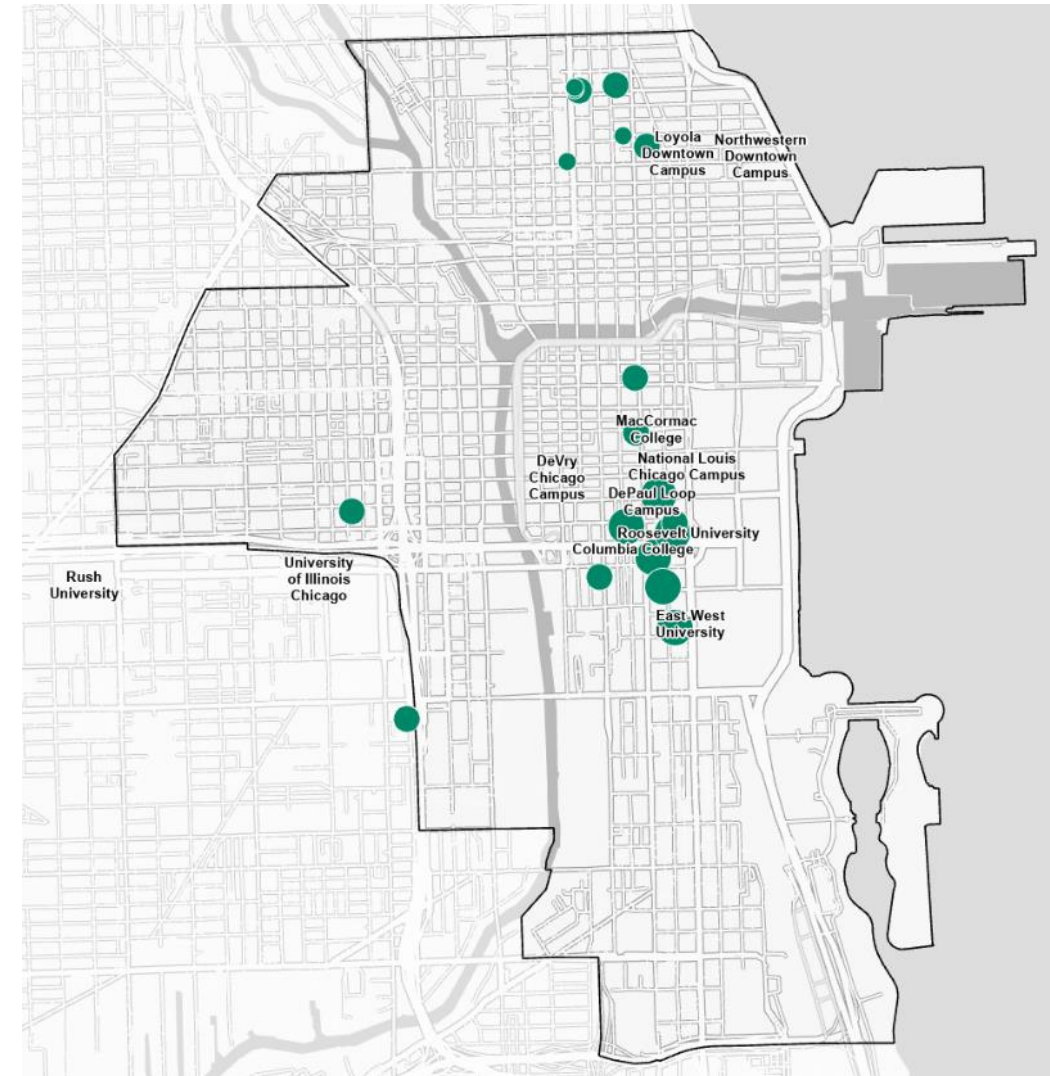 Loyola
Downtown
Campus
Northwestern
Downtown
Campus
MacCormac
College
National Louis
Chicago Campus
DeVry
Chicago
Campus
DePaul Loop
Campus
Roosevelt University
Columbia College
University
of Illinois
Chicago
Rush
University
East West
University